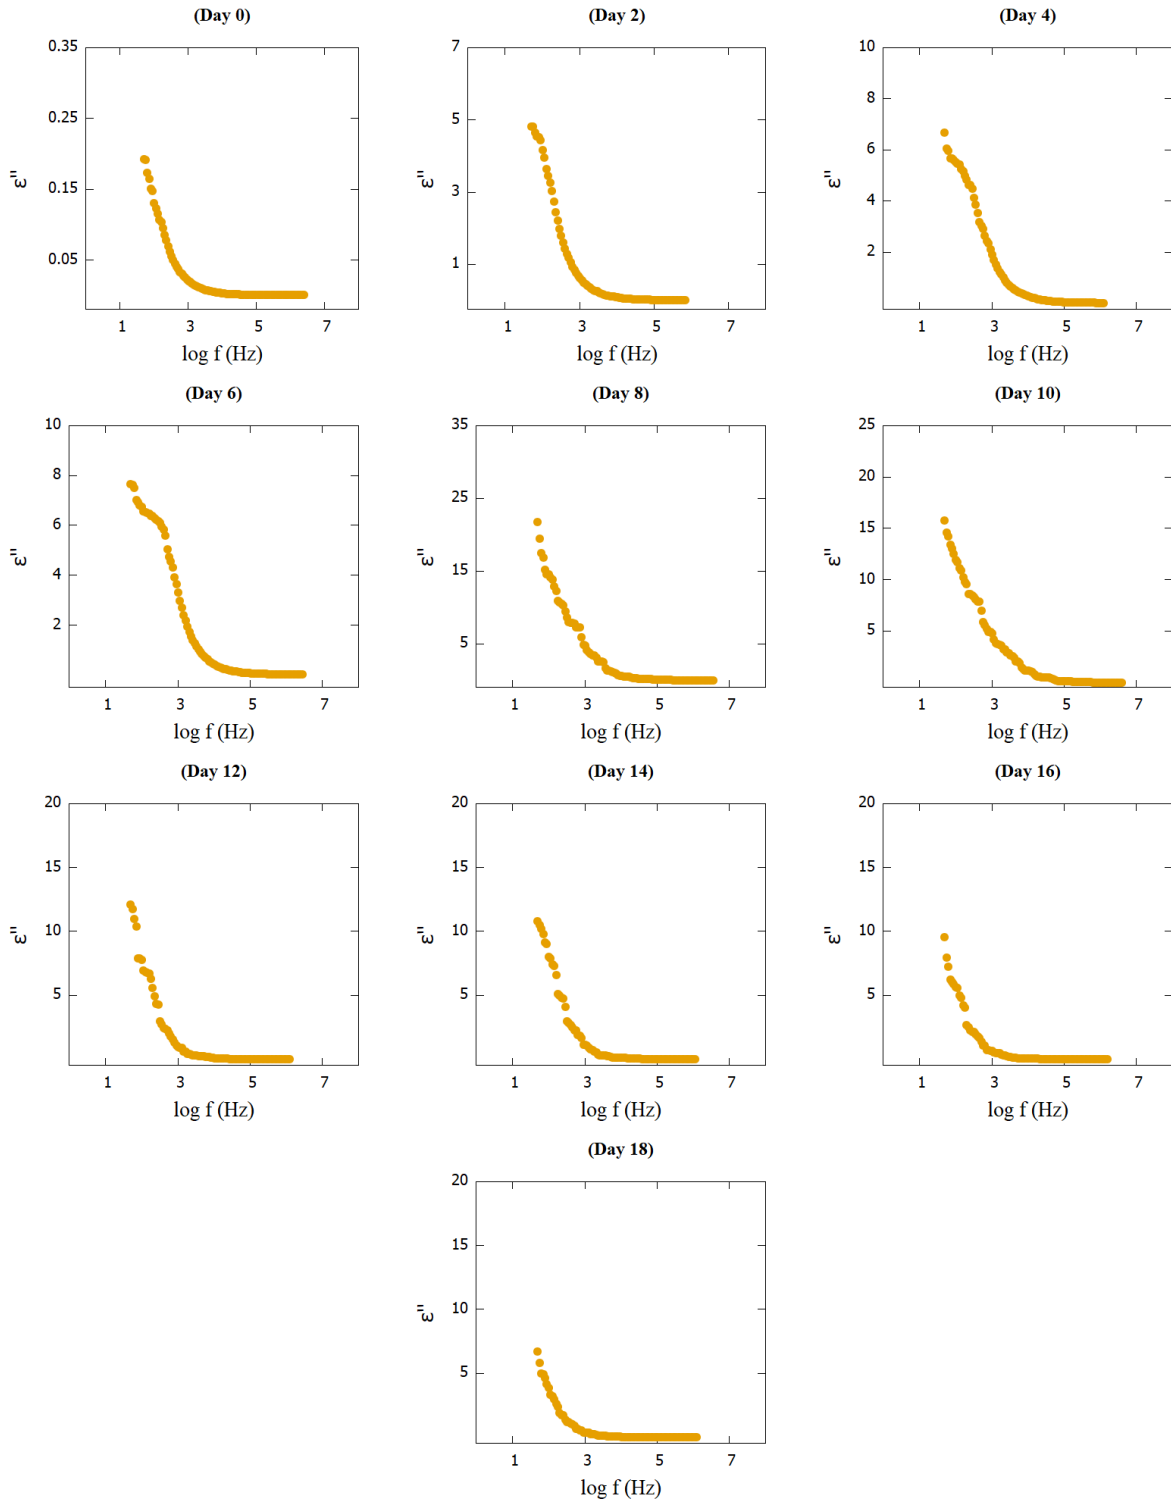 (Day 0)
0.35
0.25
0.15
0.05
ε"
1
3
5
7
log f (Hz)
(Day 2)
7
5
3
1
ε"
1
3
5
7
log f (Hz)
(Day 4)
10
8
6
4
2
ε"
1
3
5
7
log f (Hz)
(Day 6)
10
8
6
4
2
ε"
1
3
5
7
log f (Hz)
(Day 8)
35
25
15
5
ε"
1
3
5
7
log f (Hz)
(Day 10)
25
20
15
10
5
ε"
1
3
5
7
log f (Hz)
(Day 12)
20
15
10
5
ε"
1
3
5
7
log f (Hz)
(Day 14)
20
15
10
5
ε"
1
3
5
7
log f (Hz)
(Day 16)
20
15
10
5
ε"
1
3
5
7
log f (Hz)
(Day 18)
20
15
10
5
ε"
1
3
5
7
log f (Hz)